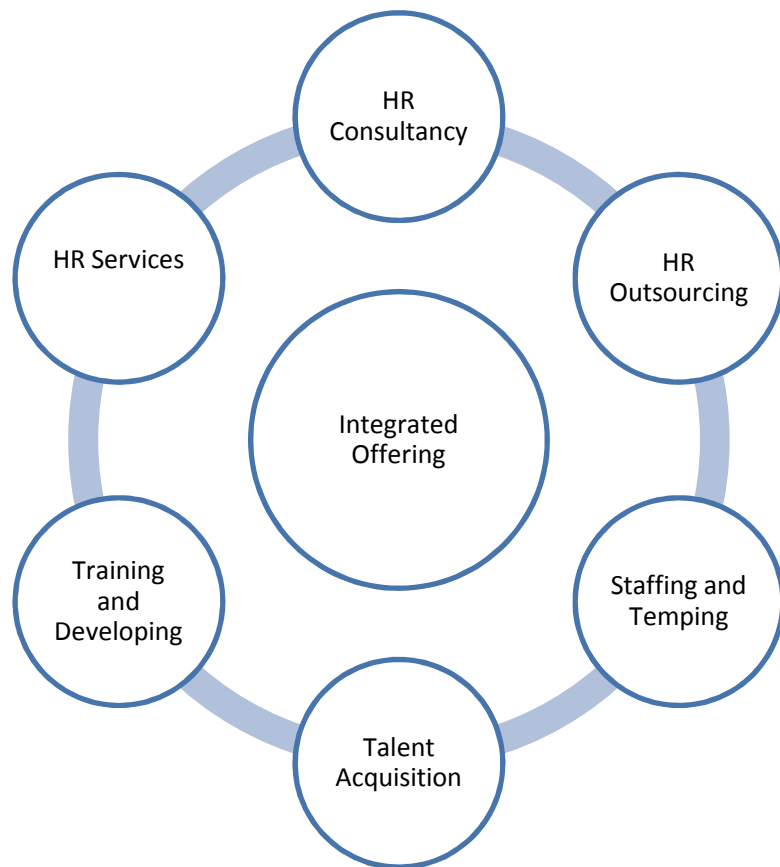 HR
Consultancy
HR Services
HR
Outsourcing
Integrated
Offering
Training
and
Developing
Staffing and
Temping
Talent
Acquisition